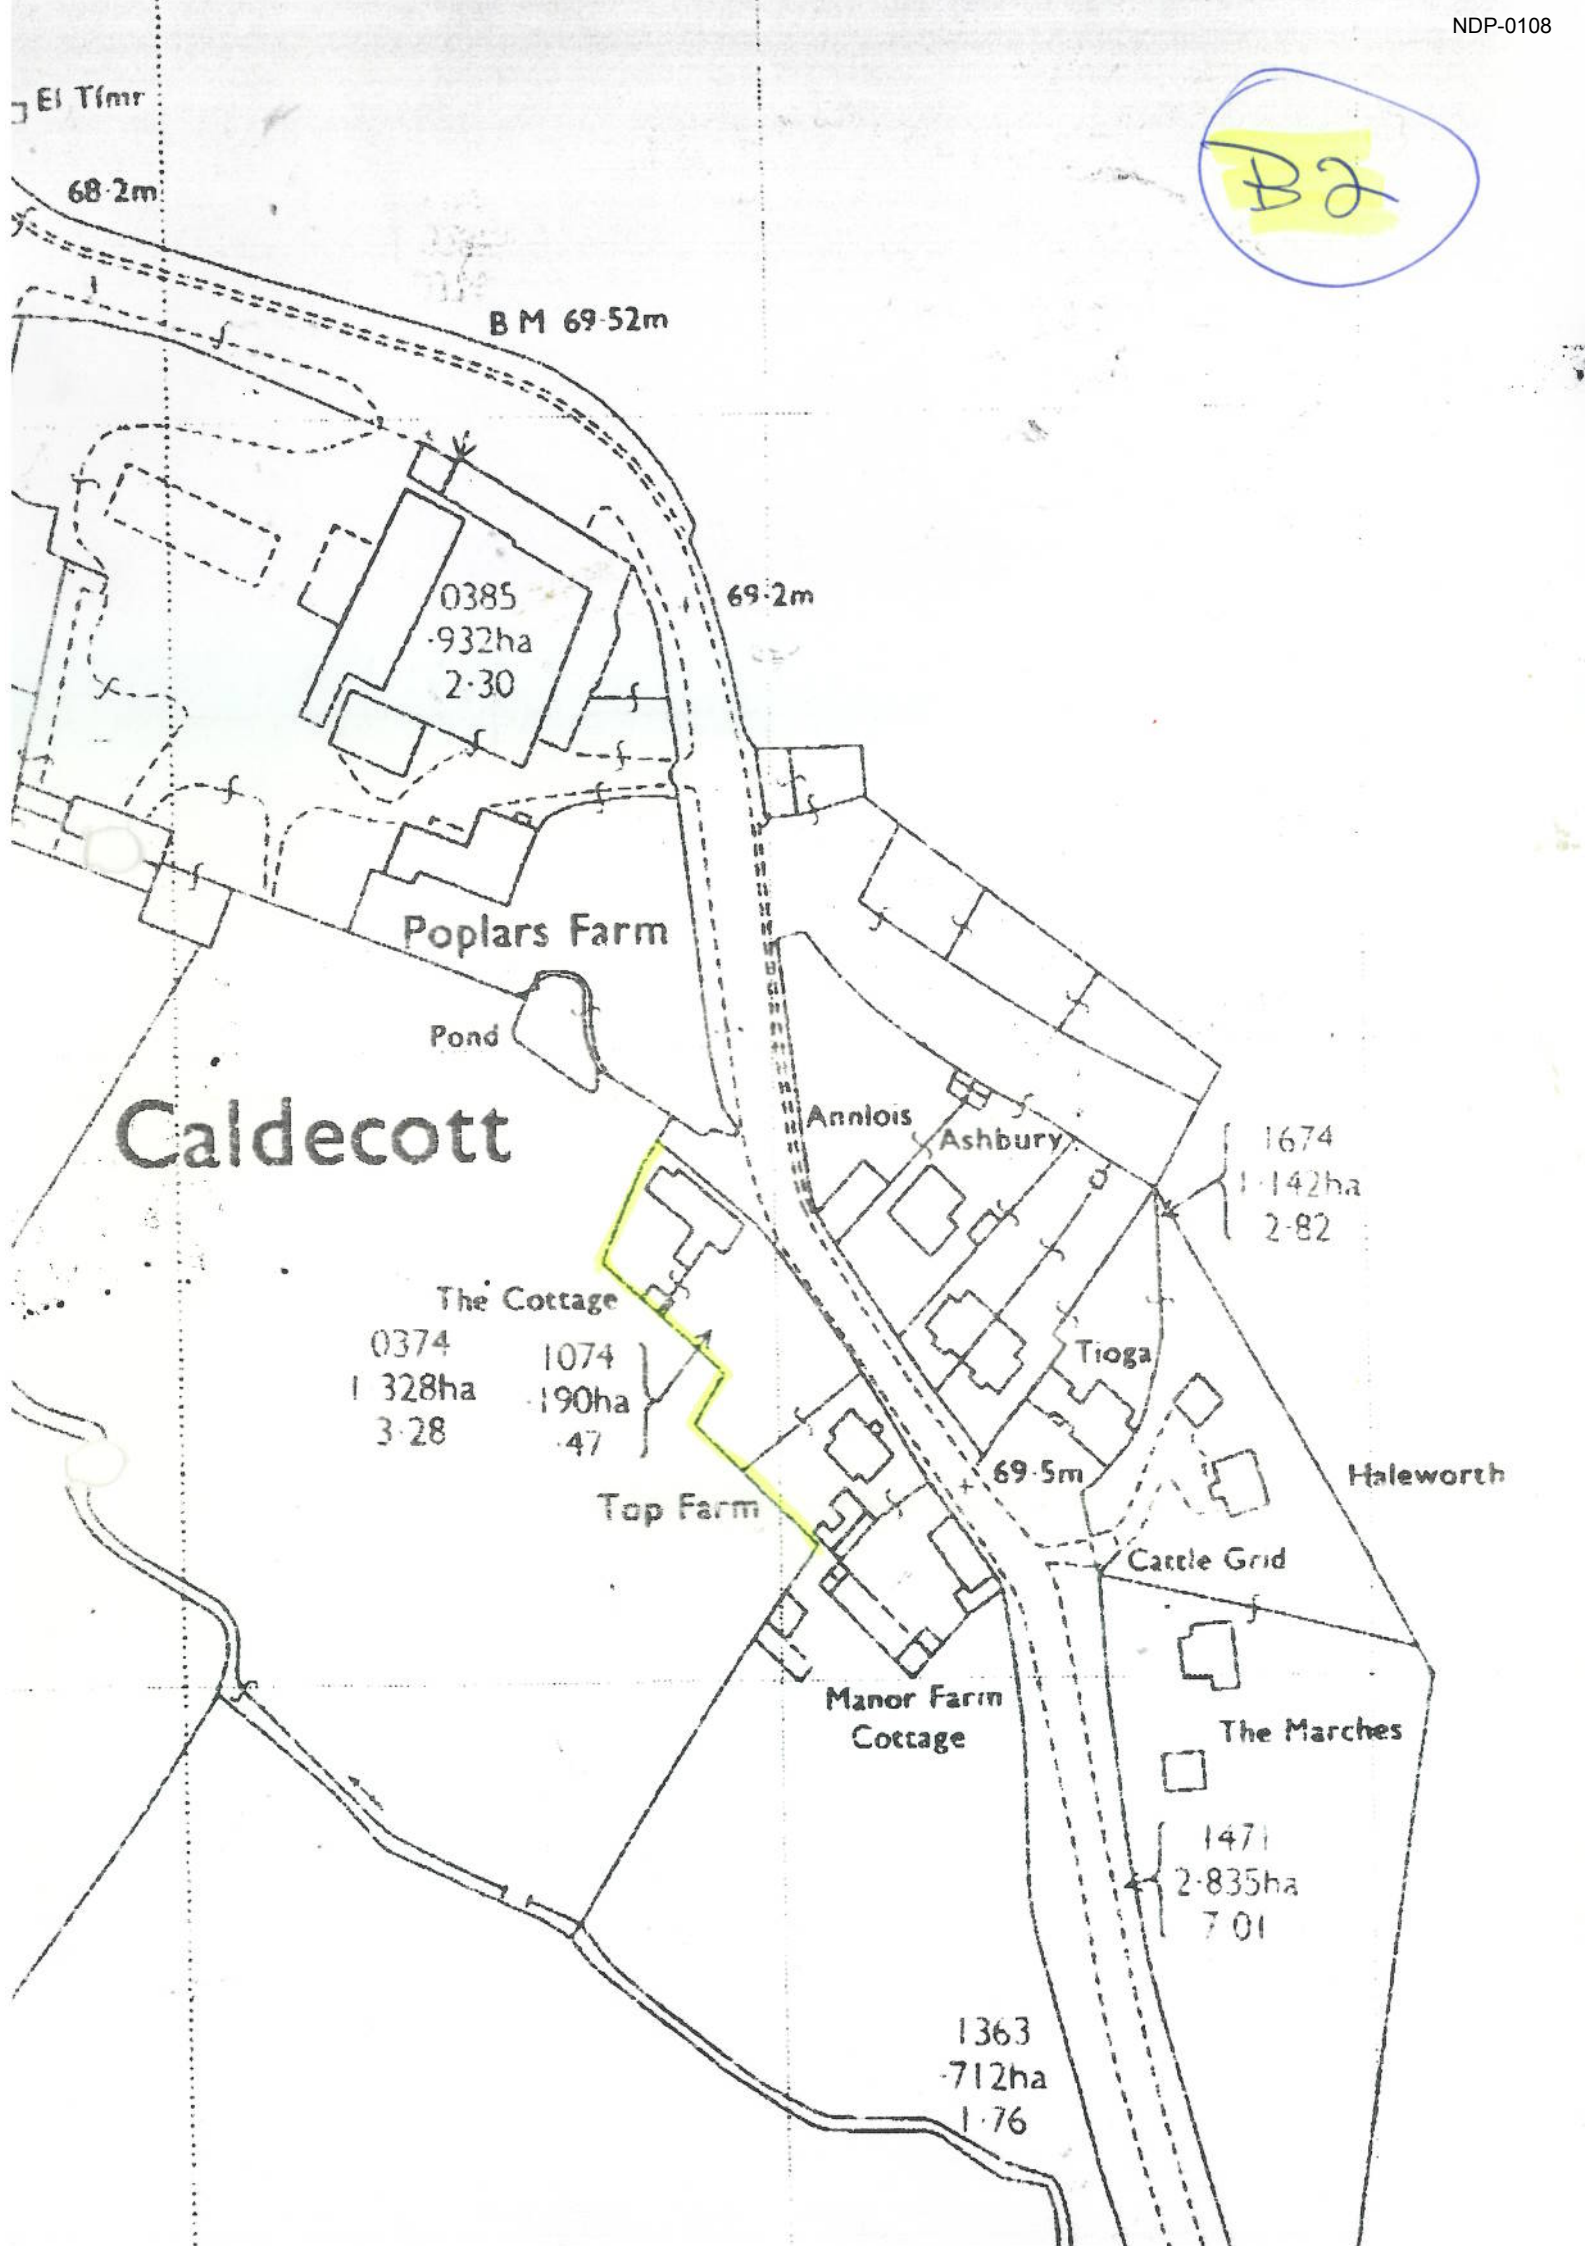 NDP-0108
B2
El Tfmr
68·2m
B M 69·52m
69·2m
0385
·932ha
2·30
Poplars Farm
Pond
Caldecott
Annlois
Ashbury
1674
1·142ha
2·82
The Cottage
0374
1 328ha
3·28
1074
·190ha
·47
Tioga
Top Farm
69·5m
Haleworth
Cattle Grid
Manor Farm
Cottage
The Marches
1471
2·835ha
7 01
1363
·712ha
1·76